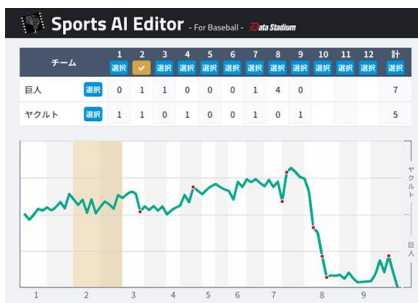 Sports AI Editor - For Baseball - Data Stadium
チーム 1 2 3 4 5 6 7 8 9 10 11 12 計
選択 選択 選択 選択 選択 選択 選択 選択 選択 選択 選択 選択
巨人 選択 0 1 1 0 0 0 1 4 0 7
ヤクルト 選択 1 1 0 1 0 0 1 0 1 5
ヤクルト
巨人
1 2 3 4 5 6 7 8 9